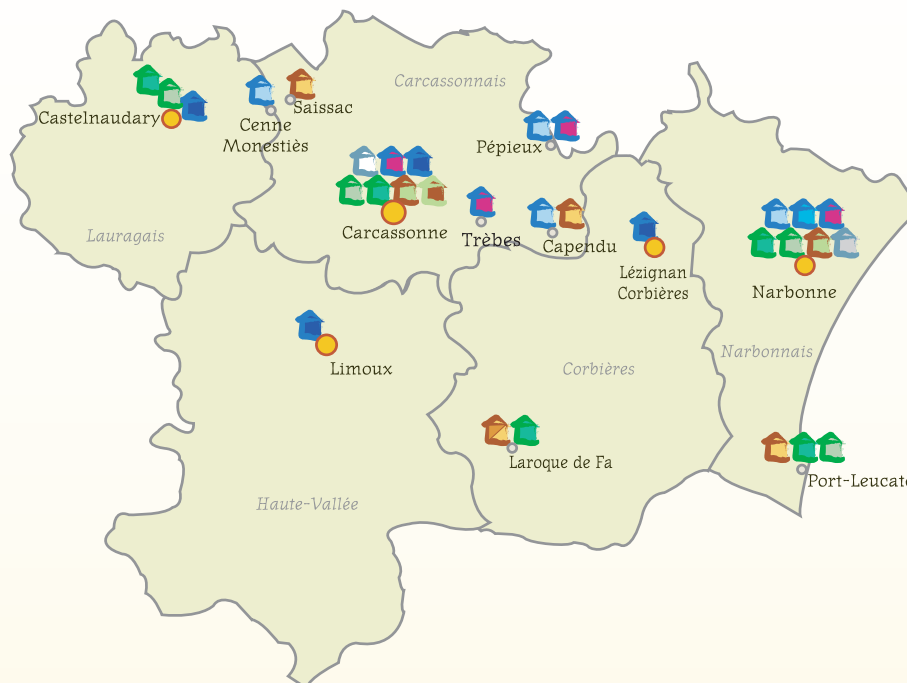 Carcassonnais
Castelnaudary
Saissac
Cenne
Monestiès
Pépieux
Lauragais
Carcassonne
Trèbes
Capendu
Lézignan
Corbières
Narbonne
Limoux
Corbières
Narbonnais
Laroque de Fa
Port-Leucate
Haute-Vallée